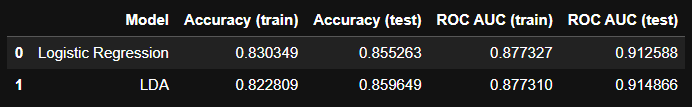 Model Accuracy (train) Accuracy (test) ROC AUC (train) ROC AUC (test)
0 Logistic Regression 0.830349 0.855263 0.877327 0.912588
1 LDA 0.822809 0.859649 0.877310 0.914866